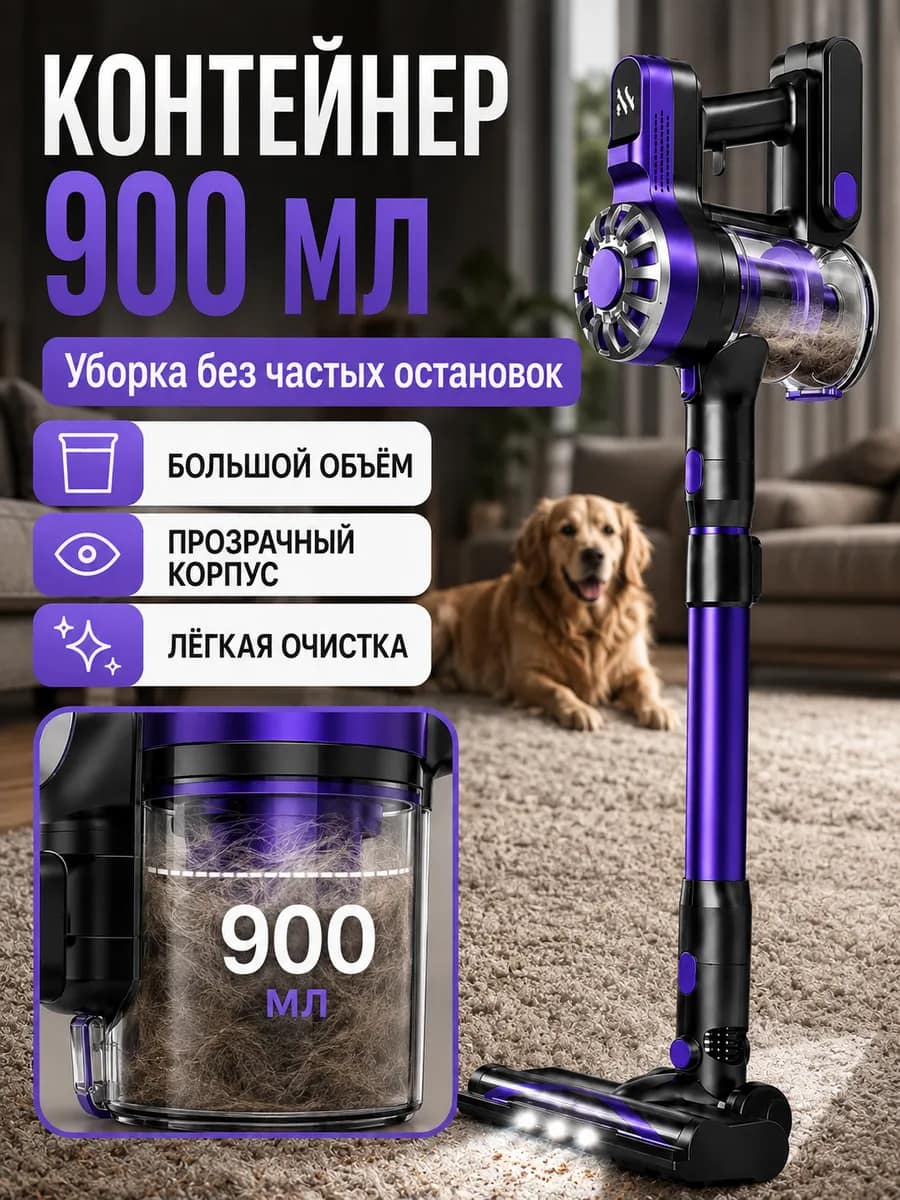 КОНТЕЙНЕР
900 МЛ
Уборка без частых остановок
БОЛЬШОЙ ОБЪЁМ
ПРОЗРАЧНЫЙ
КОРПУС
ЛЁГКАЯ ОЧИСТКА
900
МЛ